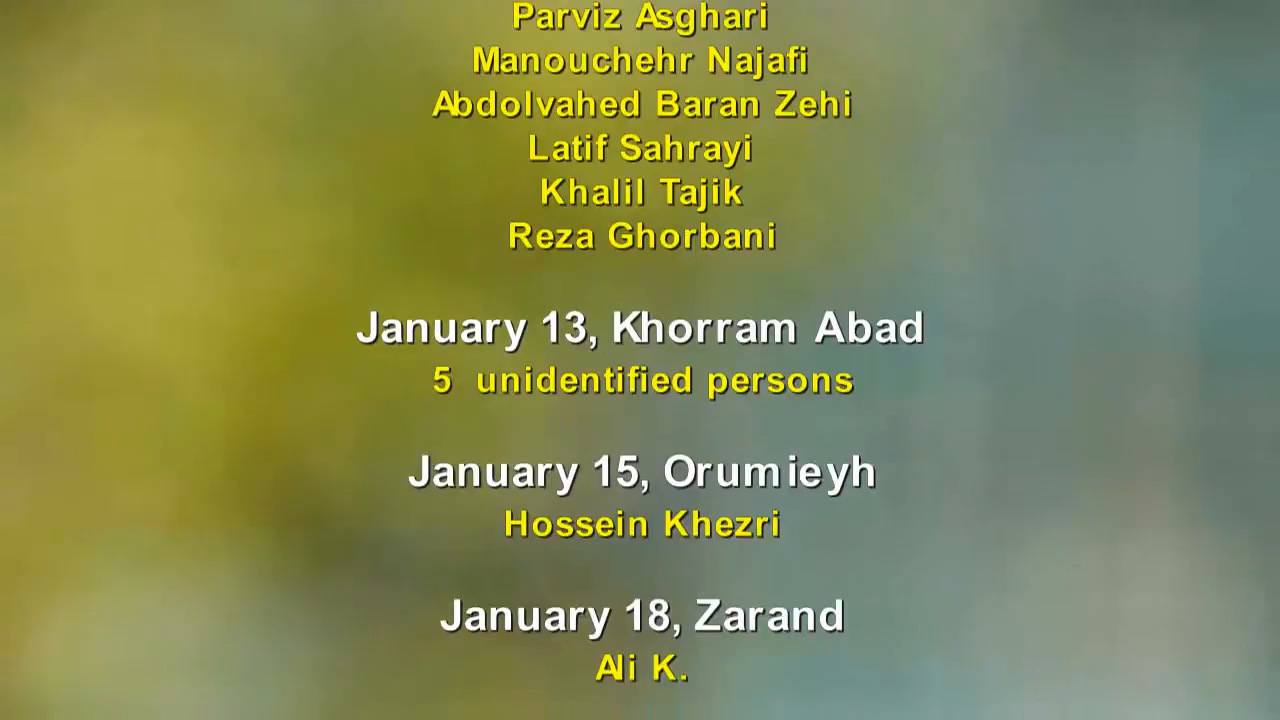 Parviz Asghari
Manouchehr Najafi
Abdolvahed Baran Zehi
Latif Sahrayi
Khalil Tajik
Reza Ghorbani
January 13, Khorram Abad
5 unidentified persons
January 15, Orumieyh
Hossein Khezri
January 18, Zarand
Ali K.